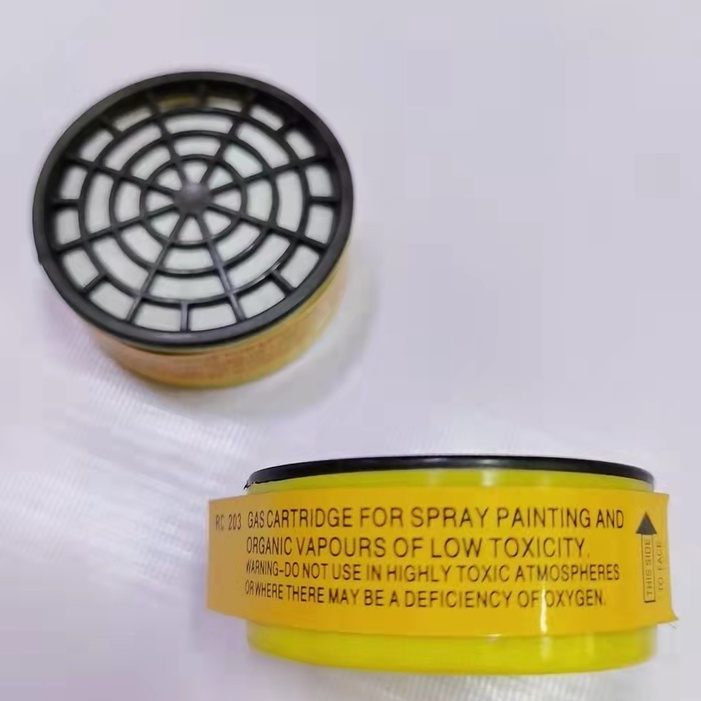 RC 203 GAS CARTRIDGE FOR SPRAY PAINTING AND
ORGANIC VAPOURS OF LOW TOXICITY.
WARNING-DO NOT USE IN HIGHLY TOXIC ATMOSPHERES
OR WHERE THERE MAY BE A DEFICIENCY OF OXYGEN.
THIS SIDE
TO FACE